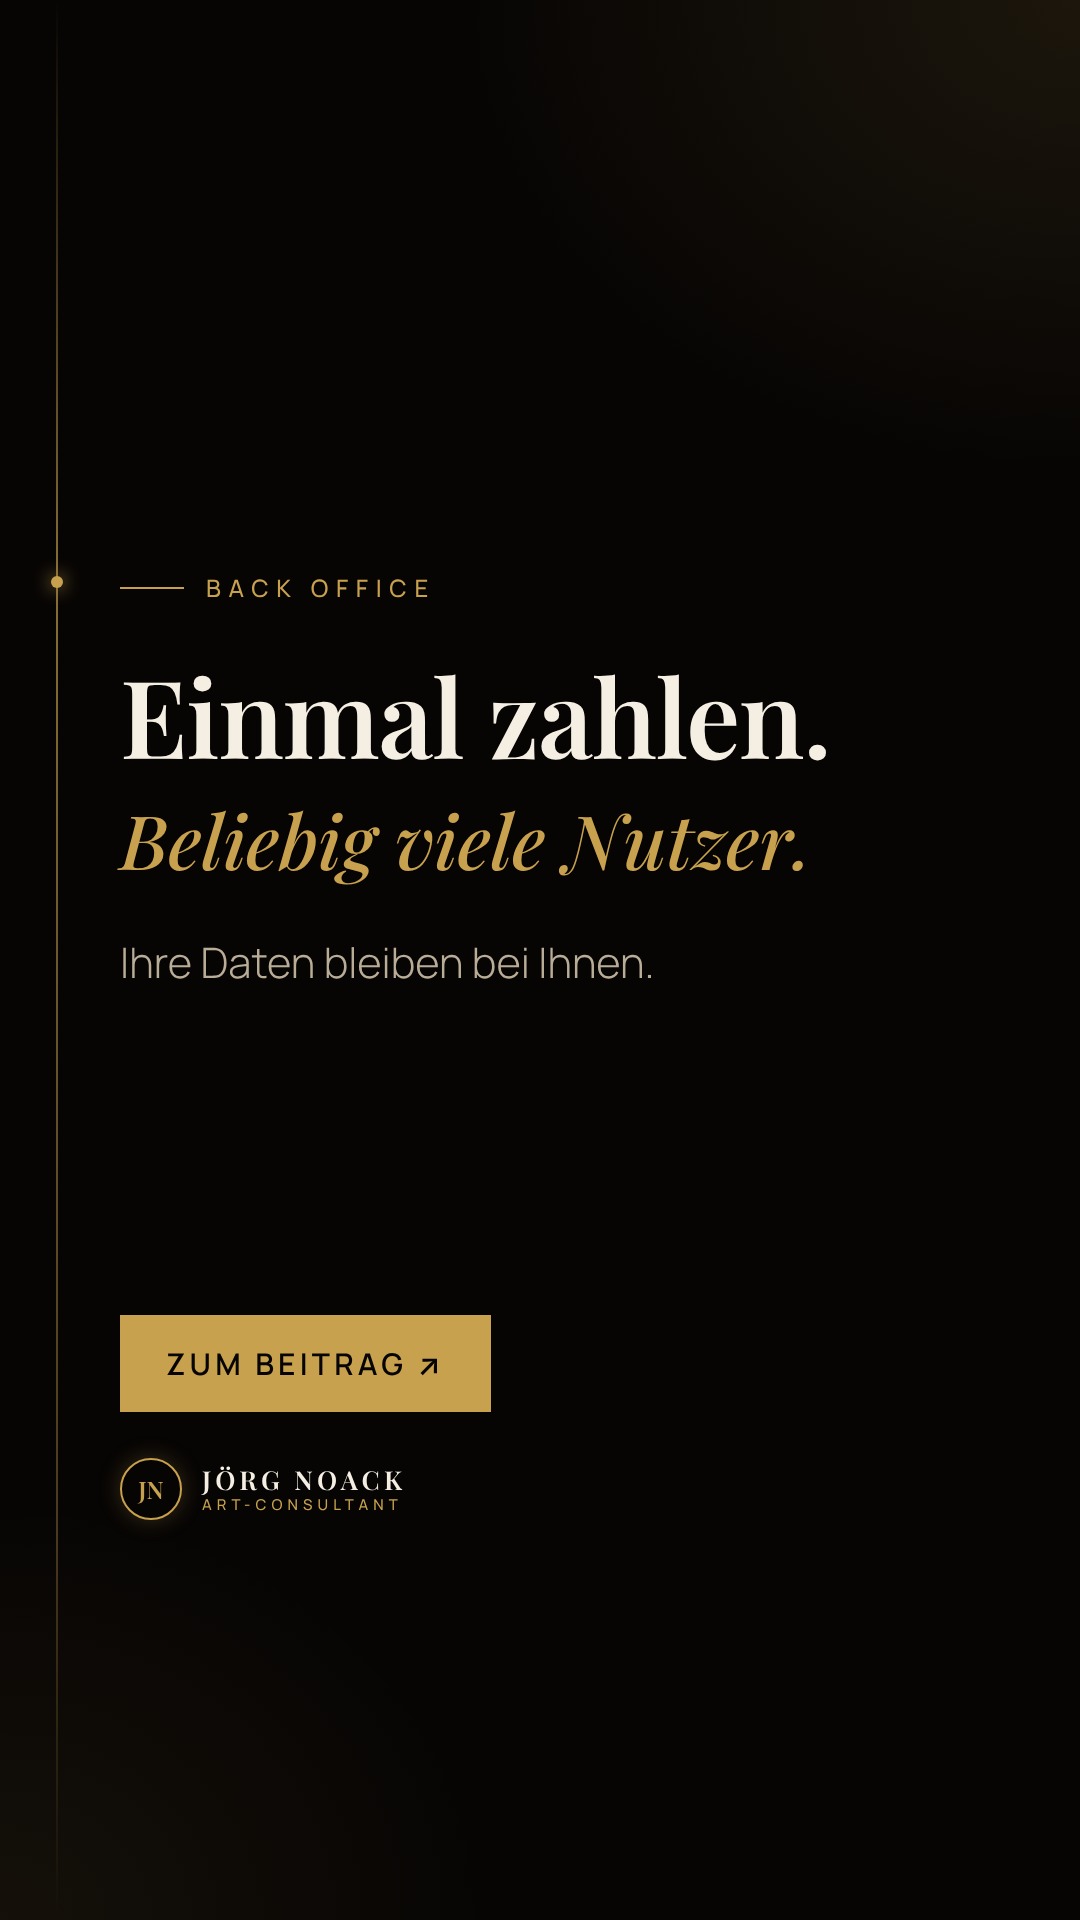 BACK OFFICE
Einmal zahlen.
Beliebig viele Nutzer.
Ihre Daten bleiben bei Ihnen.
ZUM BEITRAG ↗
JN
JÖRG NOACK
ART-CONSULTANT